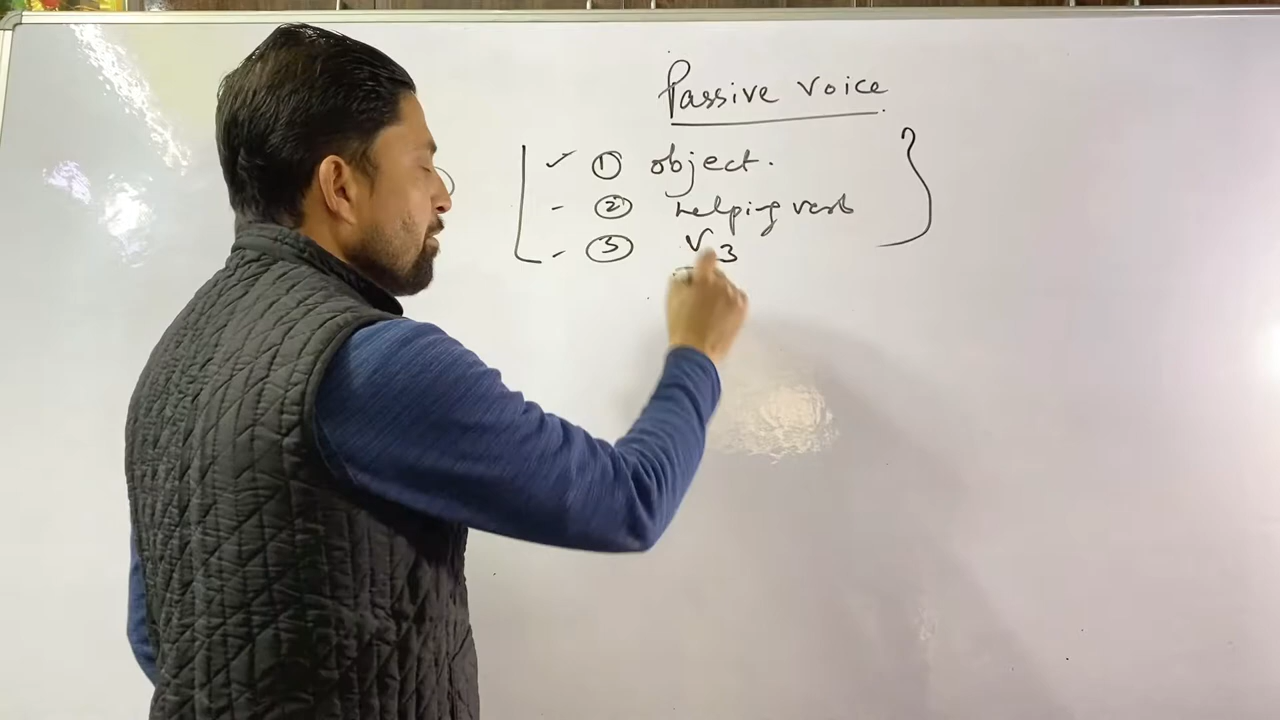 Passive Voice
① object.
② helping verb
③ V3